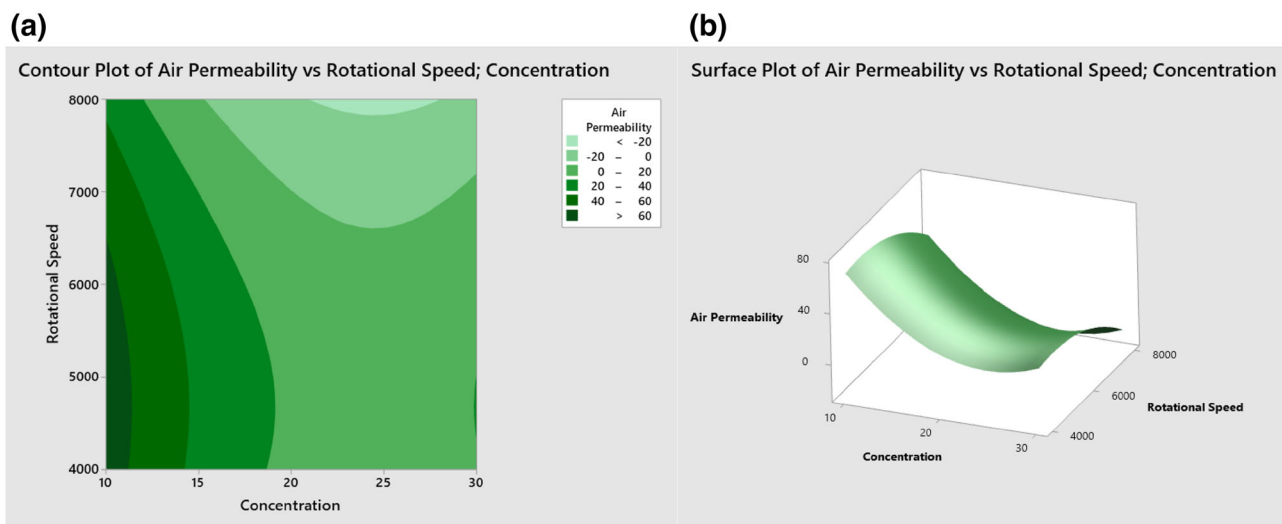 (a)
Contour Plot of Air Permeability vs Rotational Speed; Concentration
8000
7000
6000
5000
4000
Rotational Speed
10 15 20 25 30
Concentration
Air
Permeability
< -20
-20 – 0
0 – 20
20 – 40
40 – 60
> 60
(b)
Surface Plot of Air Permeability vs Rotational Speed; Concentration
80
40
0
Air Permeability
10
20
30
Concentration
4000
6000
8000
Rotational Speed